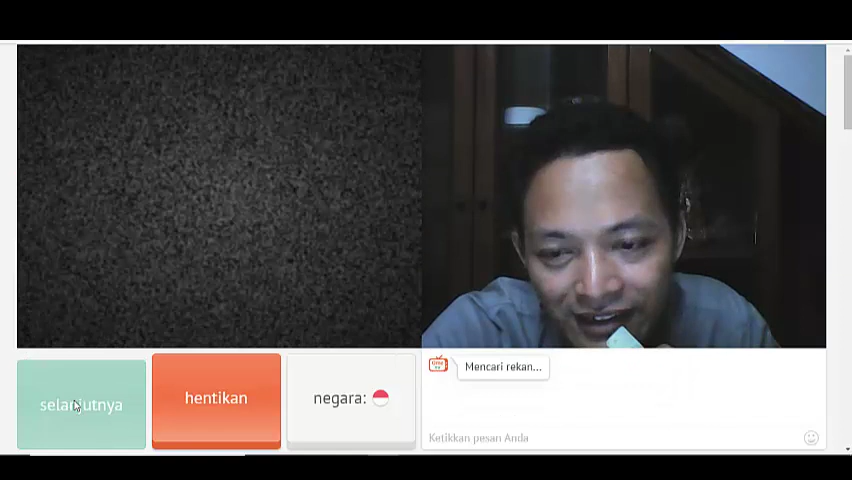 Mencari rekan...
selanjutnya
hentikan
negara:
Ketikkan pesan Anda